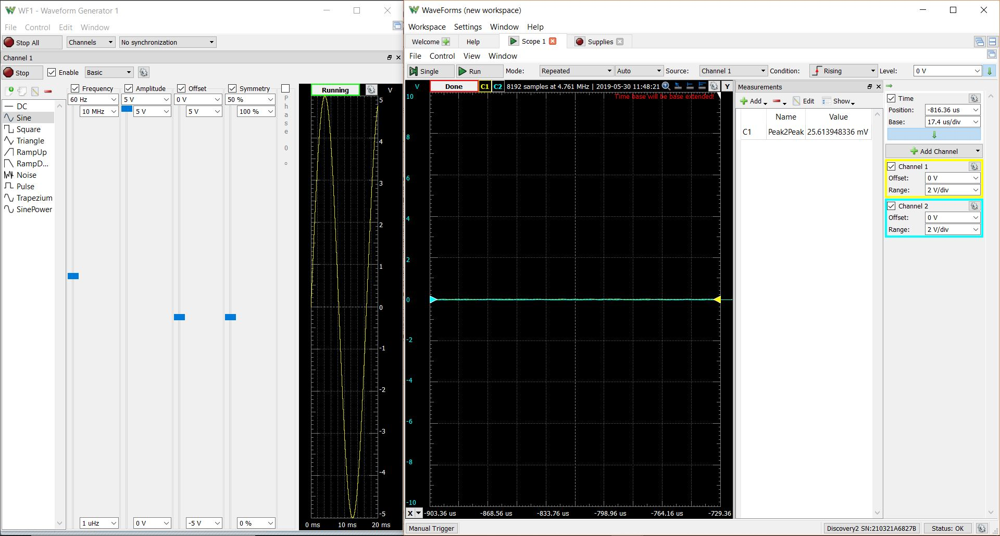 WF1 - Waveform Generator 1
File Control Edit Window
Stop All Channels No synchronization
Channel 1
Stop Enable Basic
Frequency Amplitude Offset Symmetry Phase 0 °
60 Hz 5 V 0 V 50 %
10 MHz 5 V 5 V 100 %
DC
Sine
Square
Triangle
RampUp
RampD...
Noise
Pulse
Trapezium
SinePower
1 uHz 0 V -5 V 0 %
Running V
5
4
3
2
1
0
-1
-2
-3
-4
-5
0 ms 10 ms 20 ms
WaveForms (new workspace)
Workspace Settings Window Help
Welcome Help Scope 1 Supplies
File Control View Window
Single Run Mode: Repeated Auto Source: Channel 1 Condition: Rising Level: 0 V
V Done C1 C2 8192 samples at 4.761 MHz | 2019-05-30 11:48:21 Y
Time base will be base extended!
10
8
6
4
2
0
-2
-4
-6
-8
-10
X -903.36 us -868.56 us -833.76 us -798.96 us -764.16 us -729.36
Measurements
Add Edit Show
Name Value
C1 Peak2Peak 25.613948336 mV
Time
Position: -816.36 us
Base: 17.4 us/div
Add Channel
Channel 1
Offset: 0 V
Range: 2 V/div
Channel 2
Offset: 0 V
Range: 2 V/div
Manual Trigger Discovery2 SN:210321A6827B Status: OK